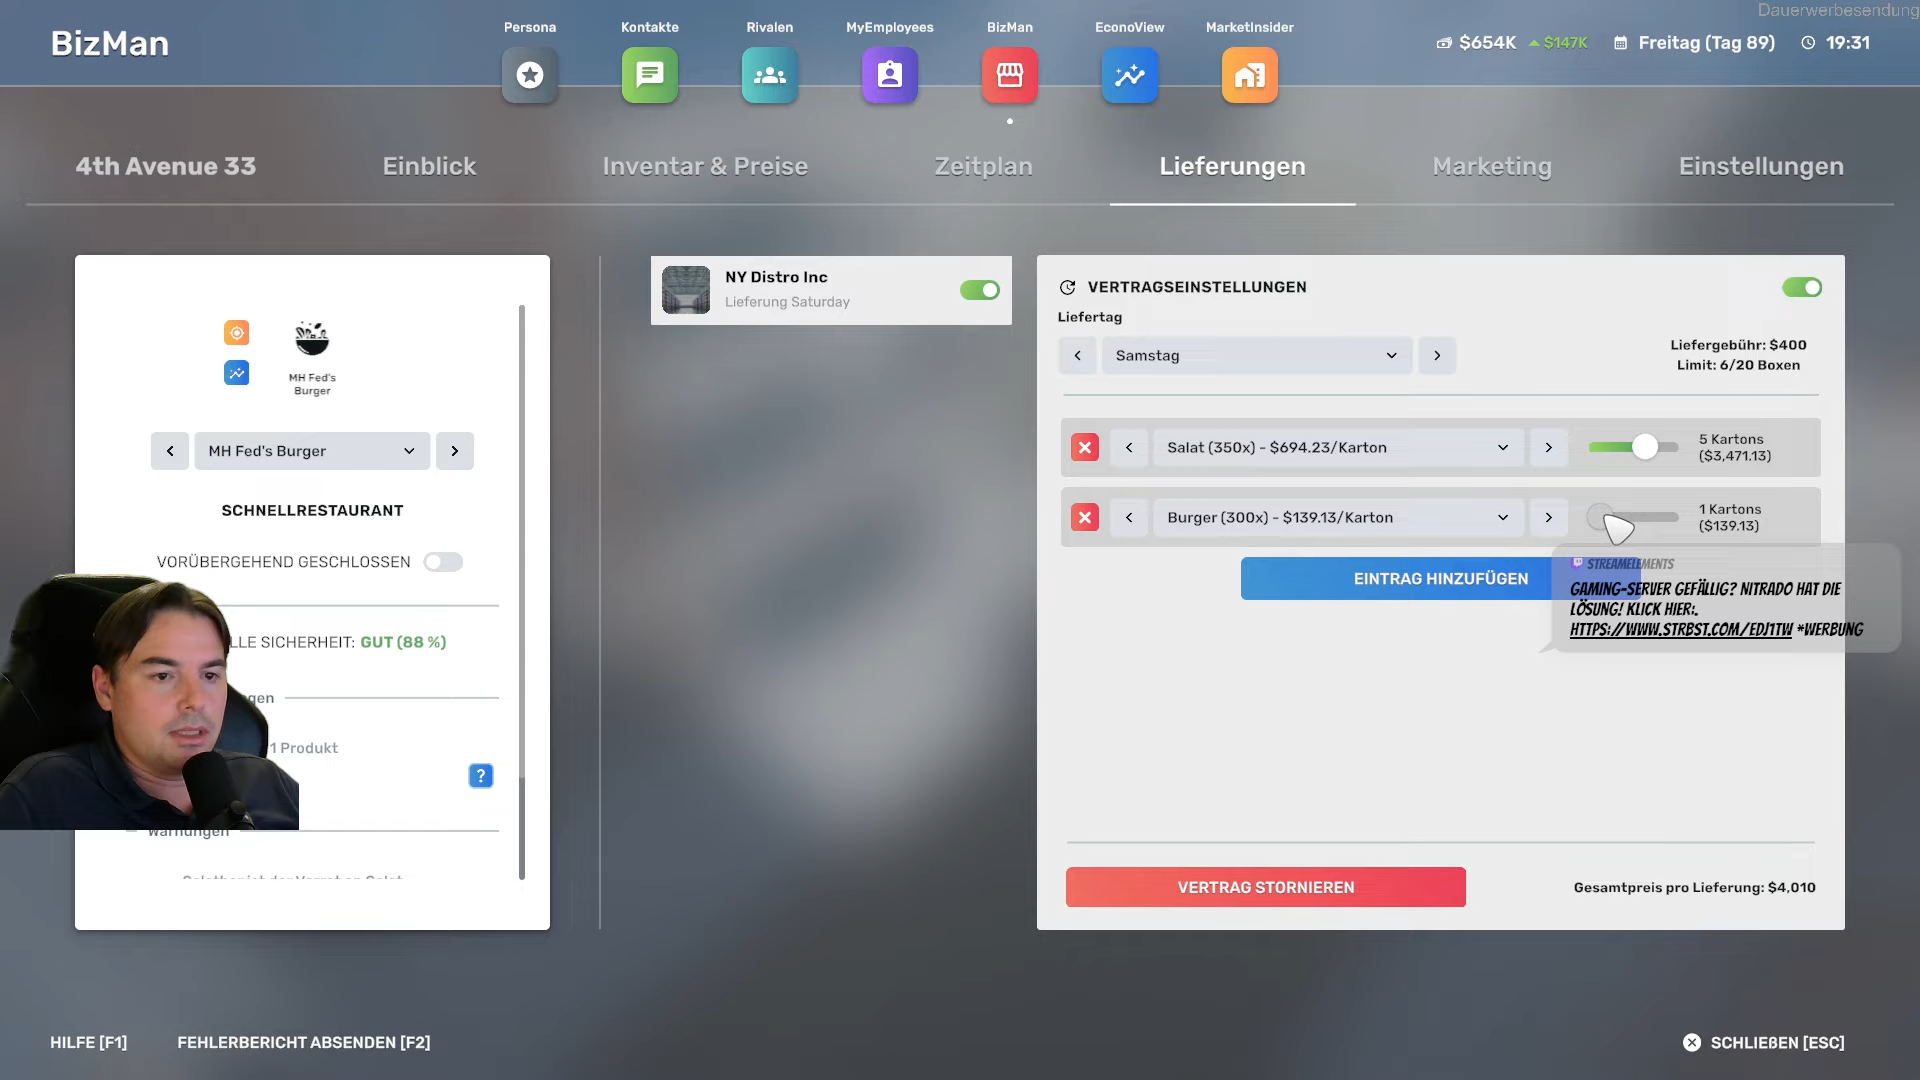 Dauerwerbesendung
BizMan
Persona
Kontakte
Rivalen
MyEmployees
BizMan
EconoView
MarketInsider
$654K
$147K
Freitag (Tag 89)
19:31
4th Avenue 33
Einblick
Inventar & Preise
Zeitplan
Lieferungen
Marketing
Einstellungen
MH Fed's
Burger
MH Fed's Burger
SCHNELLRESTAURANT
VORÜBERGEHEND GESCHLOSSEN
LLE SICHERHEIT: GUT (88 %)
gen
1 Produkt
?
Warnungen
NY Distro Inc
Lieferung Saturday
VERTRAGSEINSTELLUNGEN
Liefertag
Samstag
Liefergebühr: $400
Limit: 6/20 Boxen
Salat (350x) - $694.23/Karton
5 Kartons
($3,471.13)
Burger (300x) - $139.13/Karton
1 Kartons
($139.13)
EINTRAG HINZUFÜGEN
STREAMELEMENTS
GAMING-SERVER GEFÄLLIG? NITRADO HAT DIE
LÖSUNG! KLICK HIER:.
HTTPS://WWW.STRBST.COM/EDJ1TW *WERBUNG
VERTRAG STORNIEREN
Gesamtpreis pro Lieferung: $4,010
HILFE [F1]
FEHLERBERICHT ABSENDEN [F2]
SCHLIEẞEN [ESC]